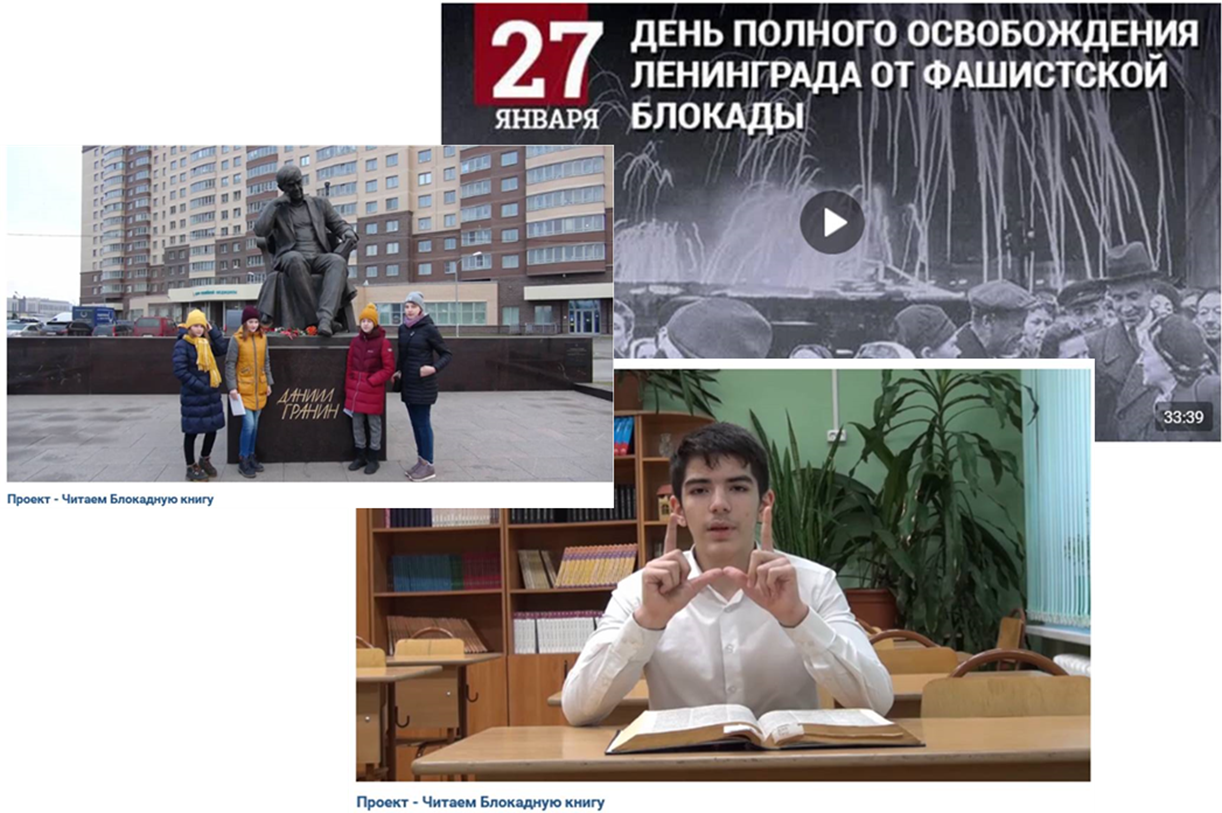 27
ЯНВАРЯ
ДЕНЬ ПОЛНОГО ОСВОБОЖДЕНИЯ
ЛЕНИНГРАДА ОТ ФАШИСТСКОЙ
БЛОКАДЫ
33:39
ДАНИИЛ
ГРАНИН
Проект - Читаем Блокадную книгу
Проект - Читаем Блокадную книгу